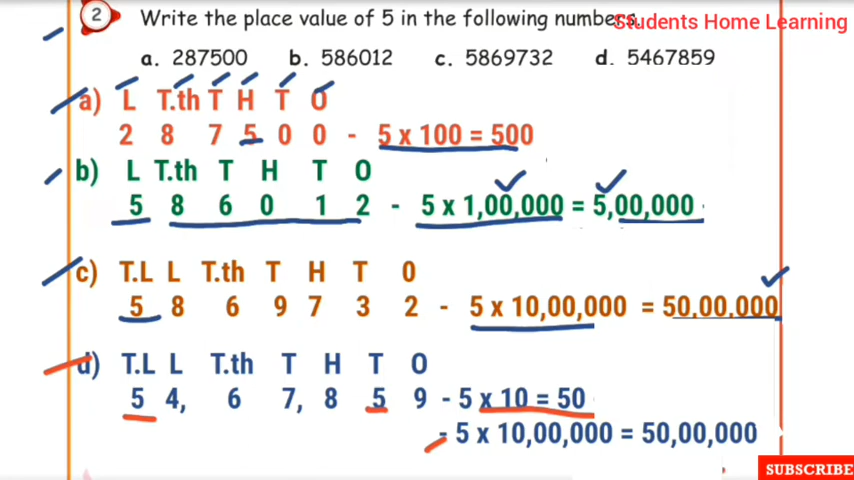 2 Write the place value of 5 in the following numbers.
Students Home Learning
a. 287500 b. 586012 c. 5869732 d. 5467859
a) L T.th T H T O
2 8 7 5 0 0 - 5 x 100 = 500
b) L T.th T H T O
5 8 6 0 1 2 - 5 x 1,00,000 = 5,00,000
c) T.L L T.th T H T O
5 8 6 9 7 3 2 - 5 x 10,00,000 = 50,00,000
d) T.L L T.th T H T O
5 4, 6 7, 8 5 9 - 5 x 10 = 50
- 5 x 10,00,000 = 50,00,000
SUBSCRIBE